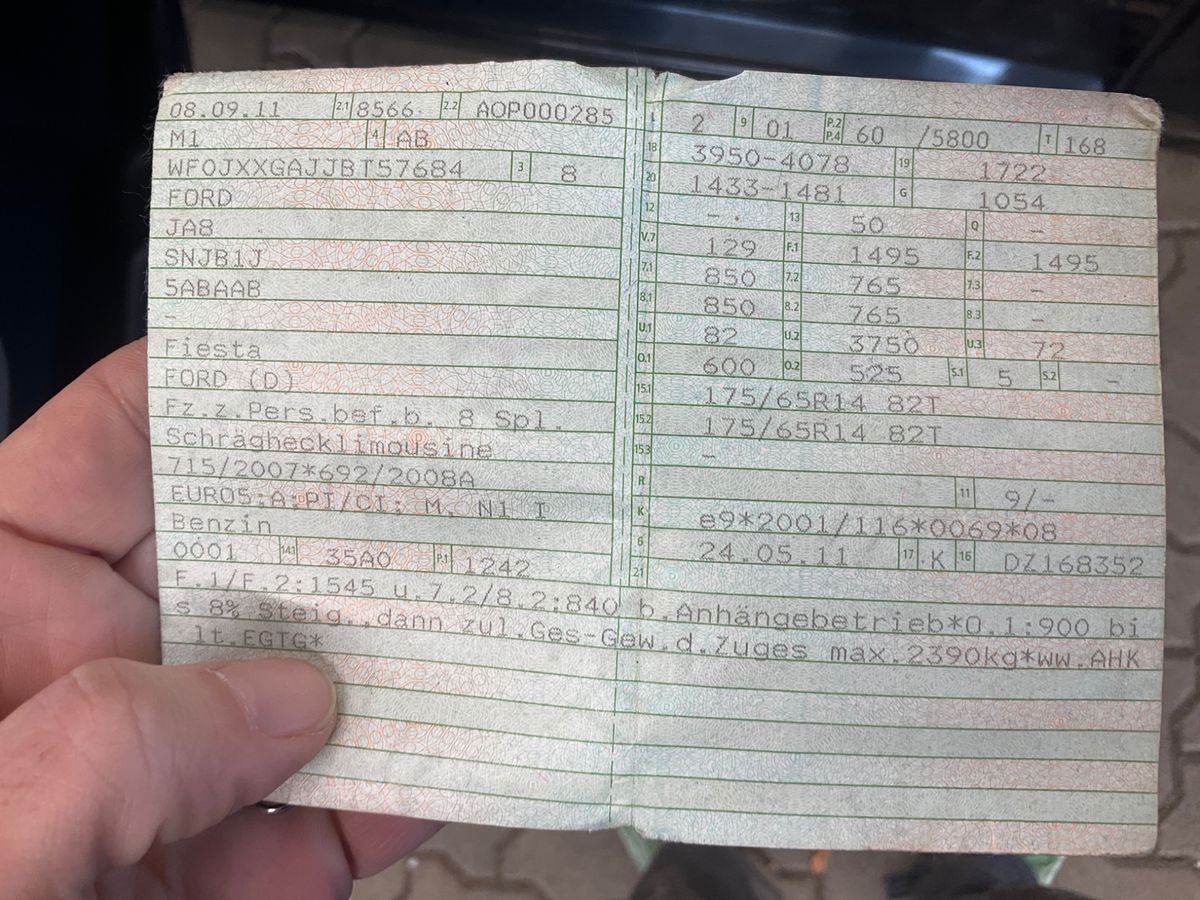 08.09.11 2.1 8566 2.2 AOP000285
M1 4 AB
WF0JXXGAJJBT57684 3 8
FORD
JA8
SNJB1J
5ABAAB
-
Fiesta
FORD (D)
Fz.z.Pers.bef.b. 8 Spl.
Schräghecklimousine
715/2007*692/2008A
EURO5;A;PI/CI; M, N1 I
Benzin
0001 14.1 35A0 P.1 1242
L 2 9 01 P.2 P.4 60 /5800 T 168
18 3950-4078 19 1722
20 1433-1481 G 1054
12 - 13 50 Q -
V.7 129 F.1 1495 F.2 1495
7.1 850 7.2 765 7.3 -
8.1 850 8.2 765 8.3 -
U.1 82 U.2 3750 U.3 72
O.1 600 O.2 525 S.1 5 S.2 -
15.1 175/65R14 82T
15.2 175/65R14 82T
15.3 -
R 11 9/-
K e9*2001/116*0069*08
6 24.05.11 17 K 16 DZ168352
21
F.1/F.2:1545 u.7.2/8.2:840 b.Anhängebetrieb*O.1:900 bi
s 8% Steig.,dann zul.Ges-Gew.d.Zuges max.2390kg*ww.AHK
lt.EGTG*